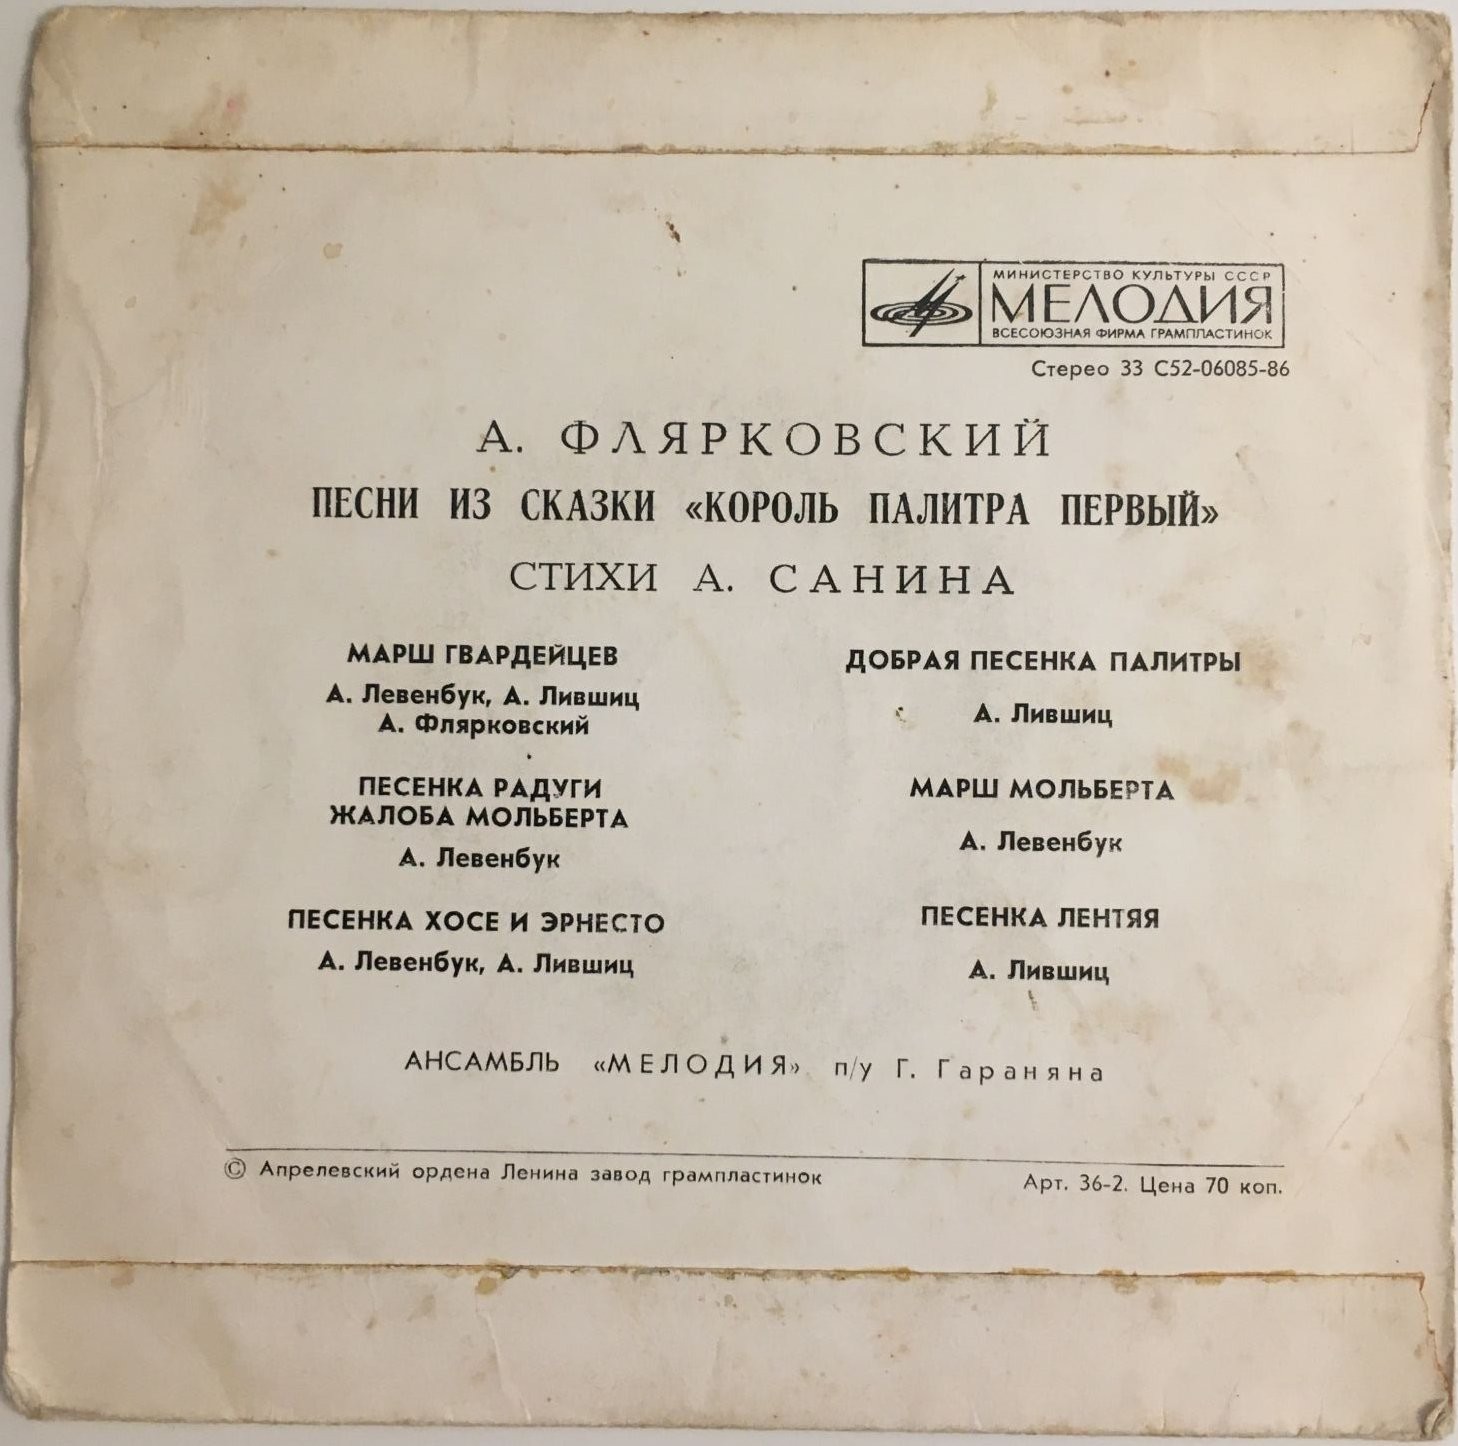 МИНИСТЕРСТВО КУЛЬТУРЫ СССР
МЕЛОДИЯ
ВСЕСОЮЗНАЯ ФИРМА ГРАМПЛАСТИНОК
Стерео 33 С52-06085-86
А. ФЛЯРКОВСКИЙ
ПЕСНИ ИЗ СКАЗКИ «КОРОЛЬ ПАЛИТРА ПЕРВЫЙ»
СТИХИ А. САНИНА
МАРШ ГВАРДЕЙЦЕВ
А. Левенбук, А. Лившиц
А. Флярковский
ПЕСЕНКА РАДУГИ
ЖАЛОБА МОЛЬБЕРТА
А. Левенбук
ПЕСЕНКА ХОСЕ И ЭРНЕСТО
А. Левенбук, А. Лившиц
ДОБРАЯ ПЕСЕНКА ПАЛИТРЫ
А. Лившиц
МАРШ МОЛЬБЕРТА
А. Левенбук
ПЕСЕНКА ЛЕНТЯЯ
А. Лившиц
АНСАМБЛЬ «МЕЛОДИЯ» п/у Г. Гараняна
© Апрелевский ордена Ленина завод грампластинок
Арт. 36-2. Цена 70 коп.